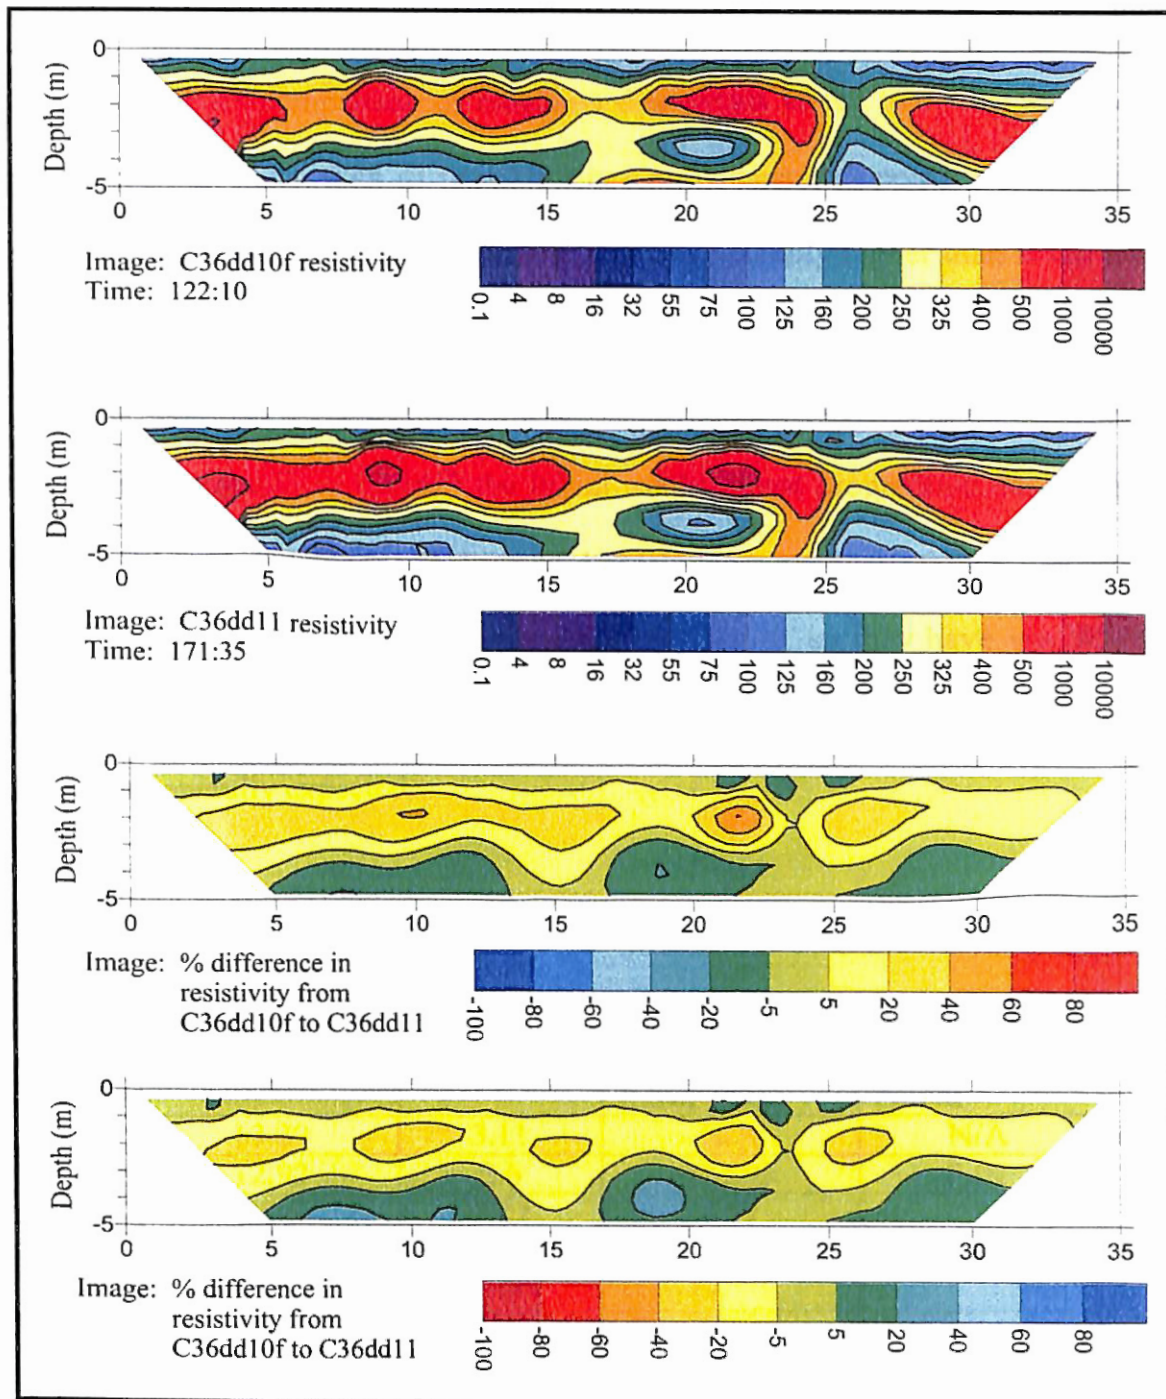 Depth (m)
0
-5
0 5 10 15 20 25 30 35
Image: C36dd10f resistivity
Time: 122:10
0.1 4 8 16 32 55 75 100 125 160 200 250 325 400 500 1000 10000
Depth (m)
0
-5
0 5 10 15 20 25 30 35
Image: C36dd11 resistivity
Time: 171:35
0.1 4 8 16 32 55 75 100 125 160 200 250 325 400 500 1000 10000
Depth (m)
0
-5
0 5 10 15 20 25 30 35
Image: % difference in
resistivity from
C36dd10f to C36dd11
-100 -80 -60 -40 -20 -5 5 20 40 60 80
Depth (m)
0
-5
0 5 10 15 20 25 30 35
Image: % difference in
resistivity from
C36dd10f to C36dd11
-100 -80 -60 -40 -20 -5 5 20 40 60 80